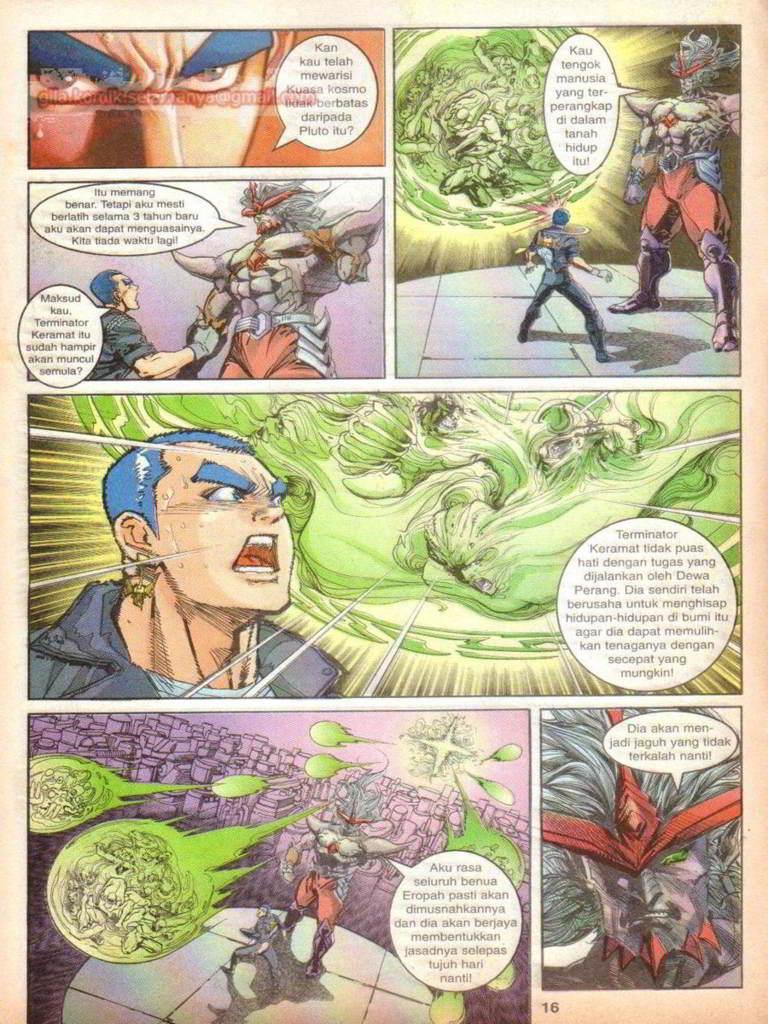 Kan
kau telah
mewarisi
Kuasa kosmo
tidak berbatas
daripada
Pluto itu?
gila.komik-selamanya@gmail.com
Kau
tengok
manusia
yang ter-
perangkap
di dalam
tanah
hidup
itu!
Itu memang
benar. Tetapi aku mesti
berlatih selama 3 tahun baru
aku akan dapat menguasainya.
Kita tiada waktu lagi!
Maksud
kau,
Terminator
Keramat itu
sudah hampir
akan muncul
semula?
Terminator
Keramat tidak puas
hati dengan tugas yang
dijalankan oleh Dewa
Perang. Dia sendiri telah
berusaha untuk menghisap
hidupan-hidupan di bumi itu
agar dia dapat memulih-
kan tenaganya dengan
secepat yang
mungkin!
Aku rasa
seluruh benua
Eropah pasti akan
dimusnahkannya
dan dia akan berjaya
membentukkan
jasadnya selepas
tujuh hari
nanti!
Dia akan men-
jadi jaguh yang tidak
terkalah nanti!
16